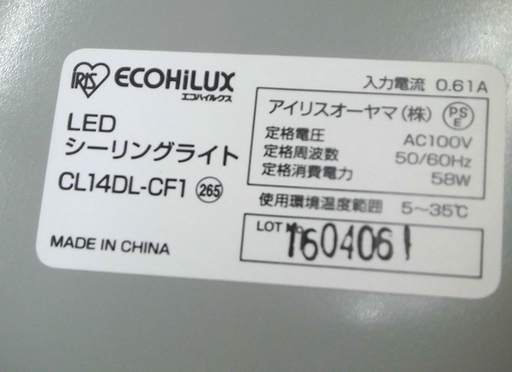 IRIS ECOHiLUX
エコハイルクス
LED
シーリングライト
CL14DL-CF1 265
MADE IN CHINA
入力電流 0.61A
アイリスオーヤマ(株) PSE
定格電圧 AC100V
定格周波数 50/60Hz
定格消費電力 58W
使用環境温度範囲 5～35℃
LOT No. 1604061